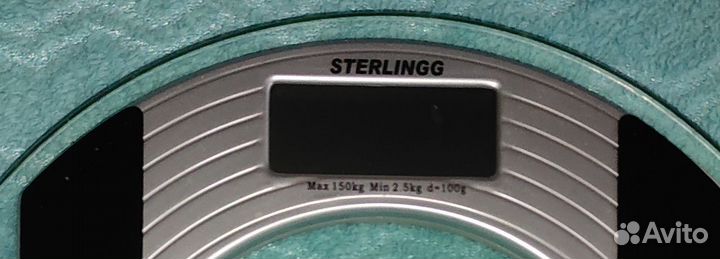 STERLINGG
Max 150kg Min 2.5kg d=100g
Avito